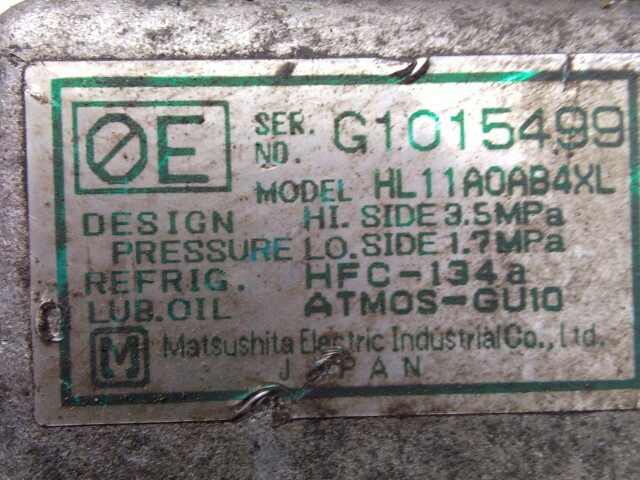 0E
SER. NO. G1015499
MODEL HL11A0AB4XL
DESIGN HI. SIDE 3.5MPa
PRESSURE LO. SIDE 1.7MPa
REFRIG. HFC-134a
LUB. OIL ATMOS-GU10
M Matsushita Electric Industrial Co., Ltd.
JAPAN